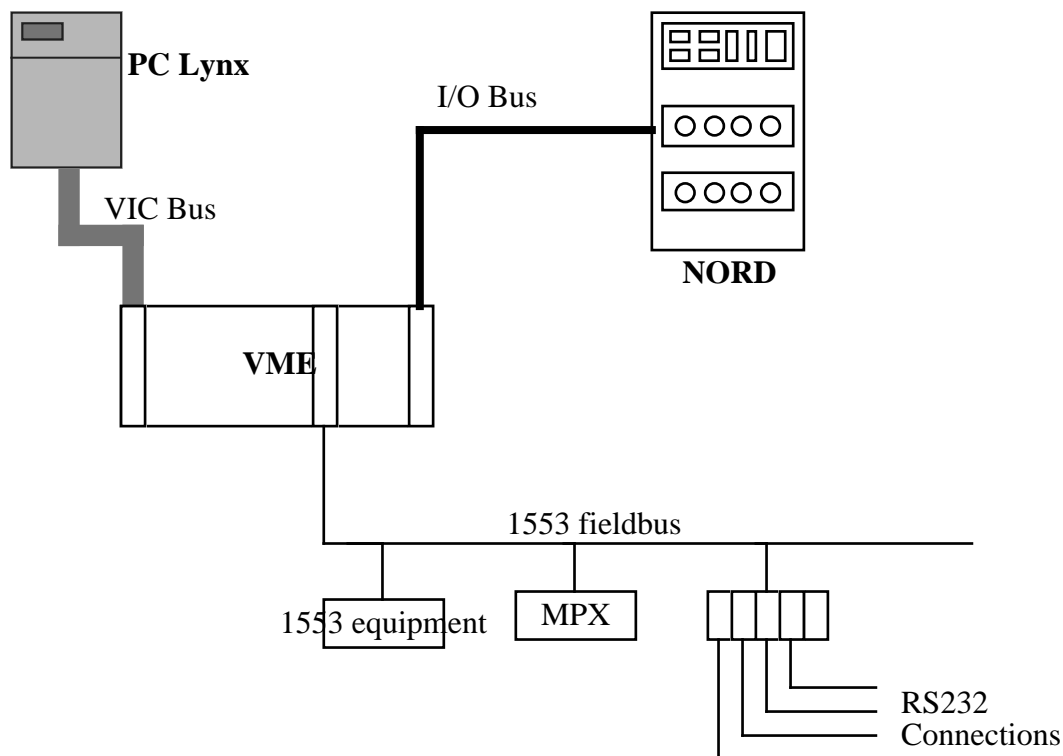 PC Lynx
I/O Bus
VIC Bus
NORD
VME
1553 fieldbus
1553 equipment
MPX
RS232
Connections